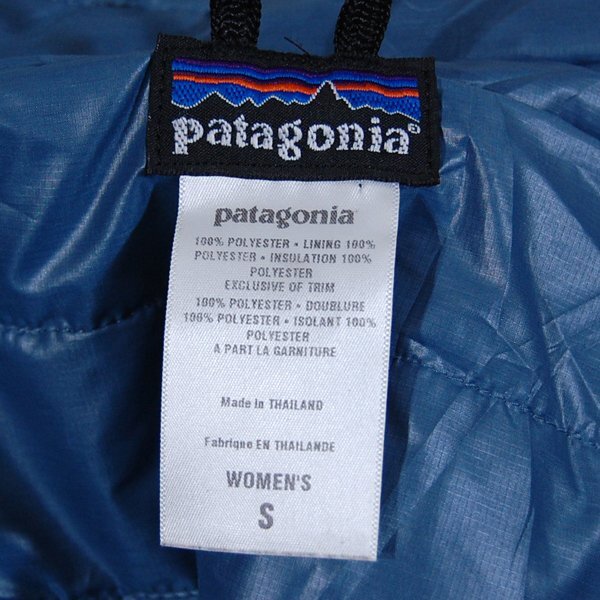 patagonia®
patagonia
100% POLYESTER • LINING 100%
POLYESTER • INSULATION 100%
POLYESTER
EXCLUSIVE OF TRIM
100% POLYESTER • DOUBLURE
100% POLYESTER • ISOLANT 100%
POLYESTER
A PART LA GARNITURE
Made in THAILAND
Fabrique EN THAILANDE
WOMEN'S
S